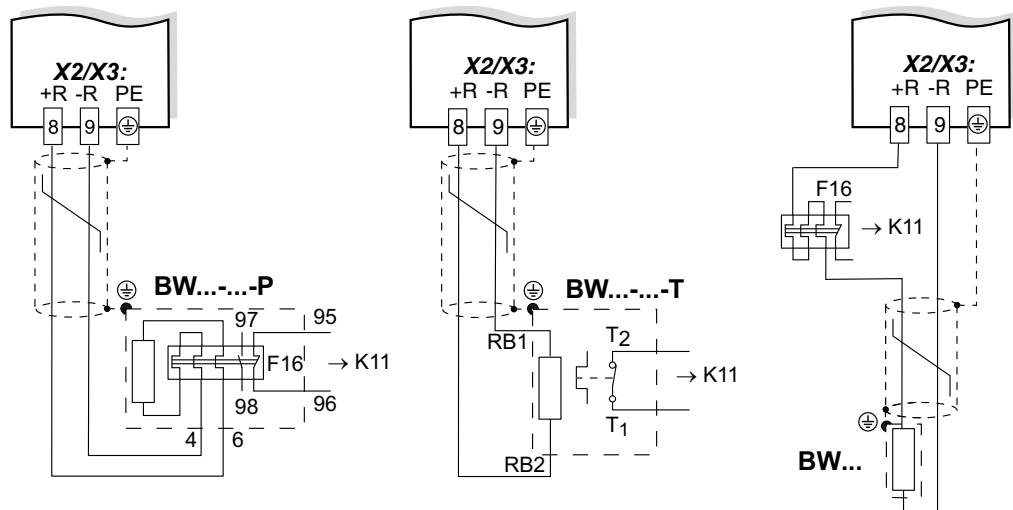 X2/X3:
+R -R PE
8 9
BW...-...-P
97 95
F16 → K11
98 96
4 6
X2/X3:
+R -R PE
8 9
BW...-...-T
RB1 T2
→ K11
T1
RB2
X2/X3:
+R -R PE
8 9
F16
→ K11
BW...